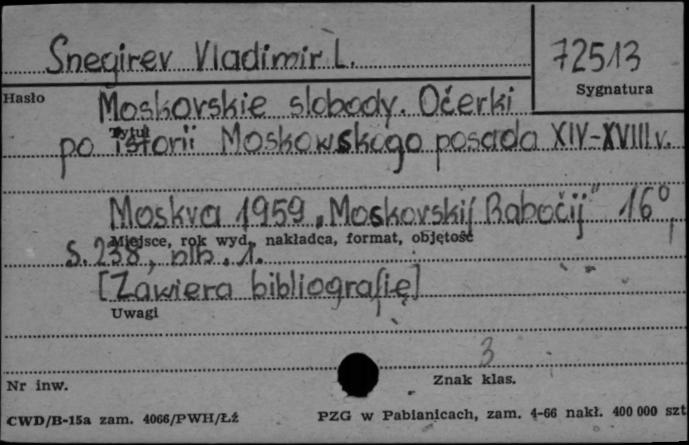 Snegirev Vladimir L.
72513
Hasło
Sygnatura
Moskovskie slobody. Očerki
Tytuł
po istorii Moskowskogo posada XIV-XVIII v.
Moskva 1959 „Moskovskij Rabočij” 16°,
Miejsce, rok wyd., nakładca, format, objętość
s. 238, nlb. 1.
[Zawiera bibliografię]
Uwagi
3
Nr inw.
Znak klas.
CWD/B-15a zam. 4066/PWH/Łź
PZG w Pabianicach, zam. 4-66 nakł. 400 000 szt